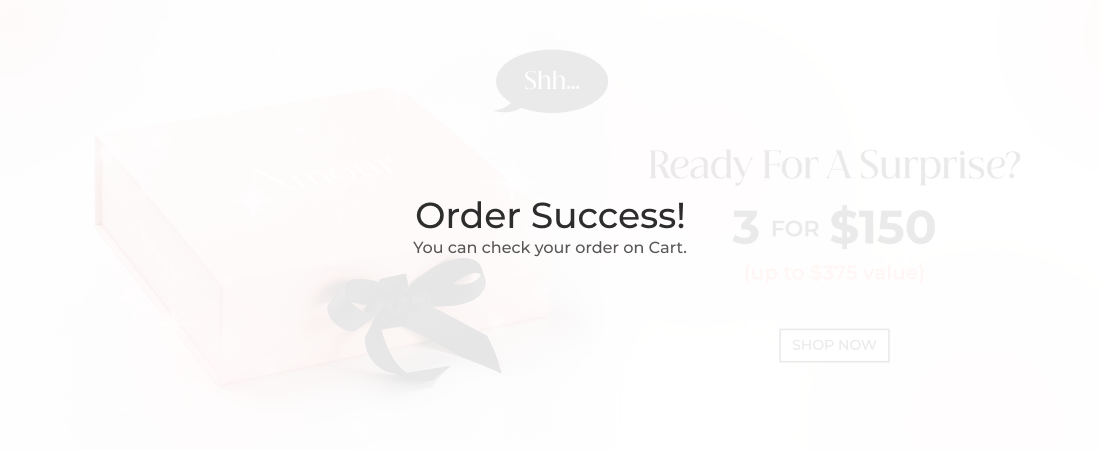 Shh...
Amour
Ready For A Surprise?
Order Success!
3 FOR $150
You can check your order on Cart.
(up to $375 value)
SHOP NOW